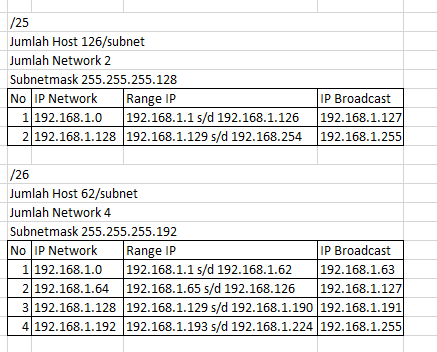 /25
Jumlah Host 126/subnet
Jumlah Network 2
Subnetmask 255.255.255.128
No IP Network Range IP IP Broadcast
1 192.168.1.0 192.168.1.1 s/d 192.168.1.126 192.168.1.127
2 192.168.1.128 192.168.1.129 s/d 192.168.254 192.168.1.255
/26
Jumlah Host 62/subnet
Jumlah Network 4
Subnetmask 255.255.255.192
No IP Network Range IP IP Broadcast
1 192.168.1.0 192.168.1.1 s/d 192.168.1.62 192.168.1.63
2 192.168.1.64 192.168.1.65 s/d 192.168.126 192.168.1.127
3 192.168.1.128 192.168.1.129 s/d 192.168.1.190 192.168.1.191
4 192.168.1.192 192.168.1.193 s/d 192.168.1.224 192.168.1.255